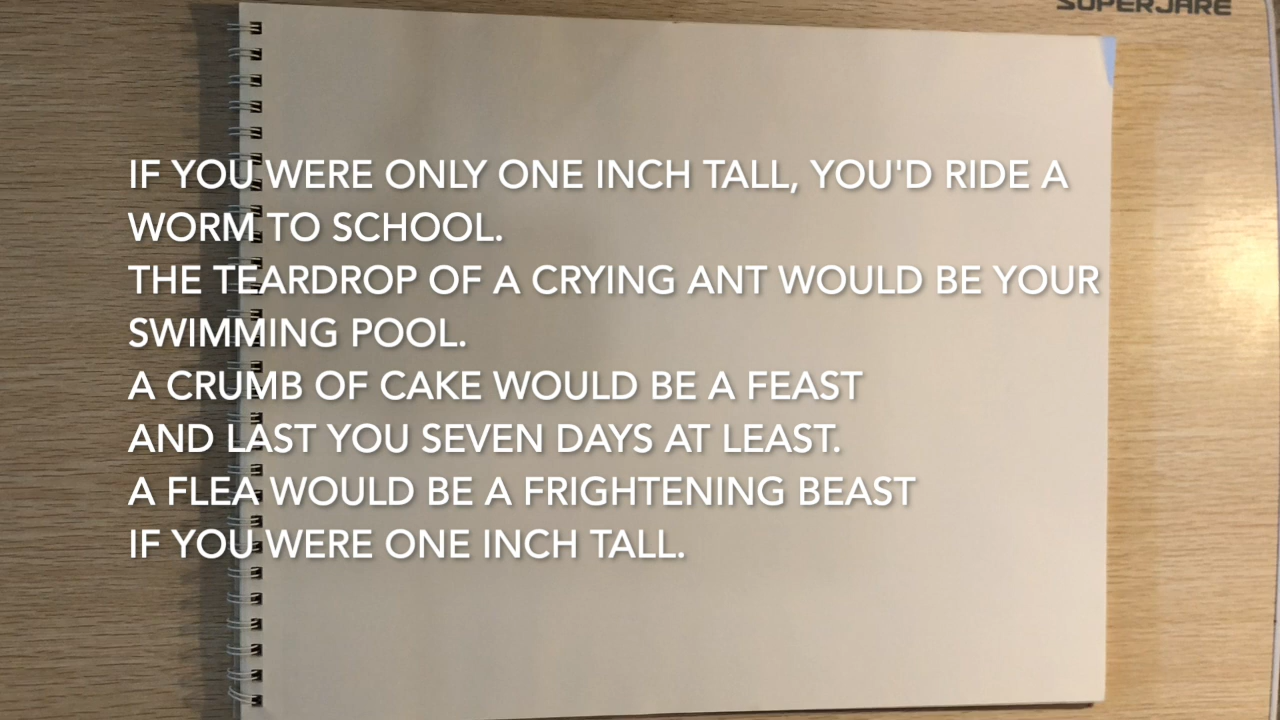 SUPERJARE
IF YOU WERE ONLY ONE INCH TALL, YOU'D RIDE A
WORM TO SCHOOL.
THE TEARDROP OF A CRYING ANT WOULD BE YOUR
SWIMMING POOL.
A CRUMB OF CAKE WOULD BE A FEAST
AND LAST YOU SEVEN DAYS AT LEAST.
A FLEA WOULD BE A FRIGHTENING BEAST
IF YOU WERE ONE INCH TALL.